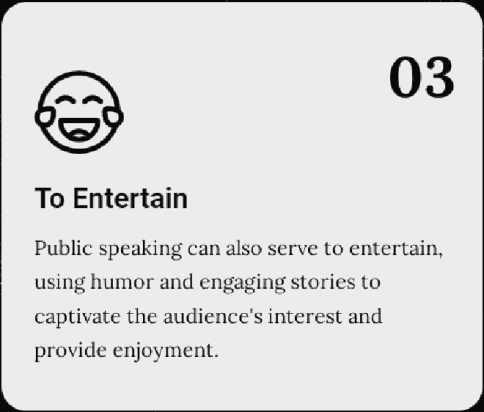 03
To Entertain
Public speaking can also serve to entertain,
using humor and engaging stories to
captivate the audience's interest and
provide enjoyment.